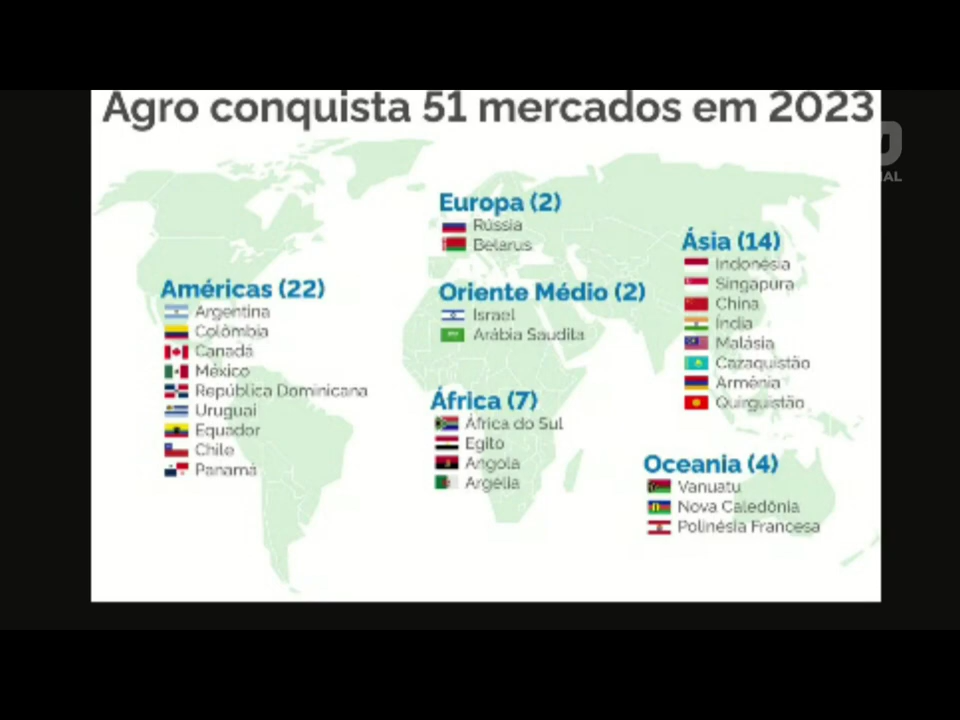 Agro conquista 51 mercados em 2023
Américas (22)
Argentina
Colômbia
Canadá
México
República Dominicana
Uruguai
Equador
Chile
Panamá
Europa (2)
Rússia
Belarus
Oriente Médio (2)
Israel
Arábia Saudita
África (7)
África do Sul
Egito
Angola
Argélia
Ásia (14)
Indonésia
Singapura
China
Índia
Malásia
Cazaquistão
Armênia
Quirguistão
Oceania (4)
Vanuatu
Nova Caledônia
Polinésia Francesa